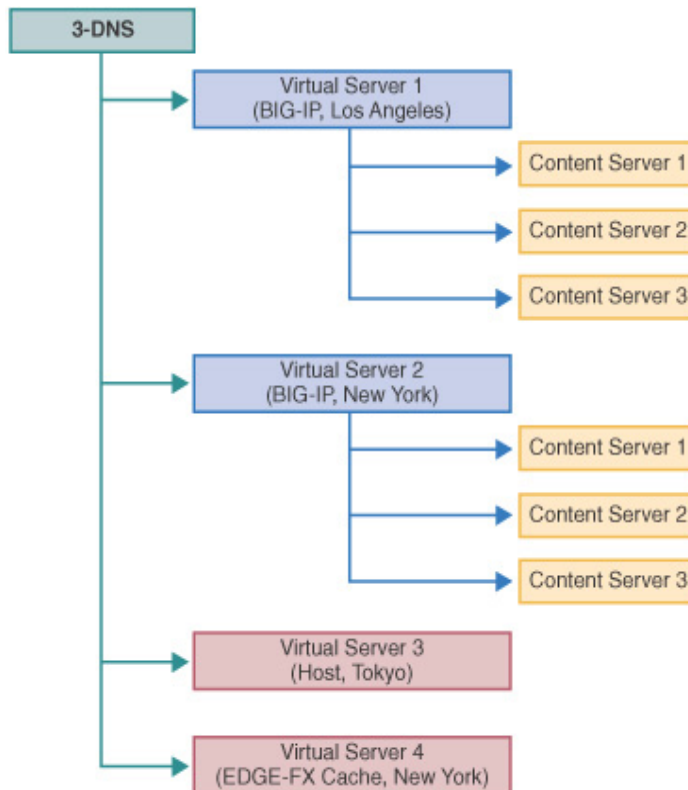 3-DNS
Virtual Server 1
(BIG-IP, Los Angeles)
Content Server 1
Content Server 2
Content Server 3
Virtual Server 2
(BIG-IP, New York)
Content Server 1
Content Server 2
Content Server 3
Virtual Server 3
(Host, Tokyo)
Virtual Server 4
(EDGE-FX Cache, New York)